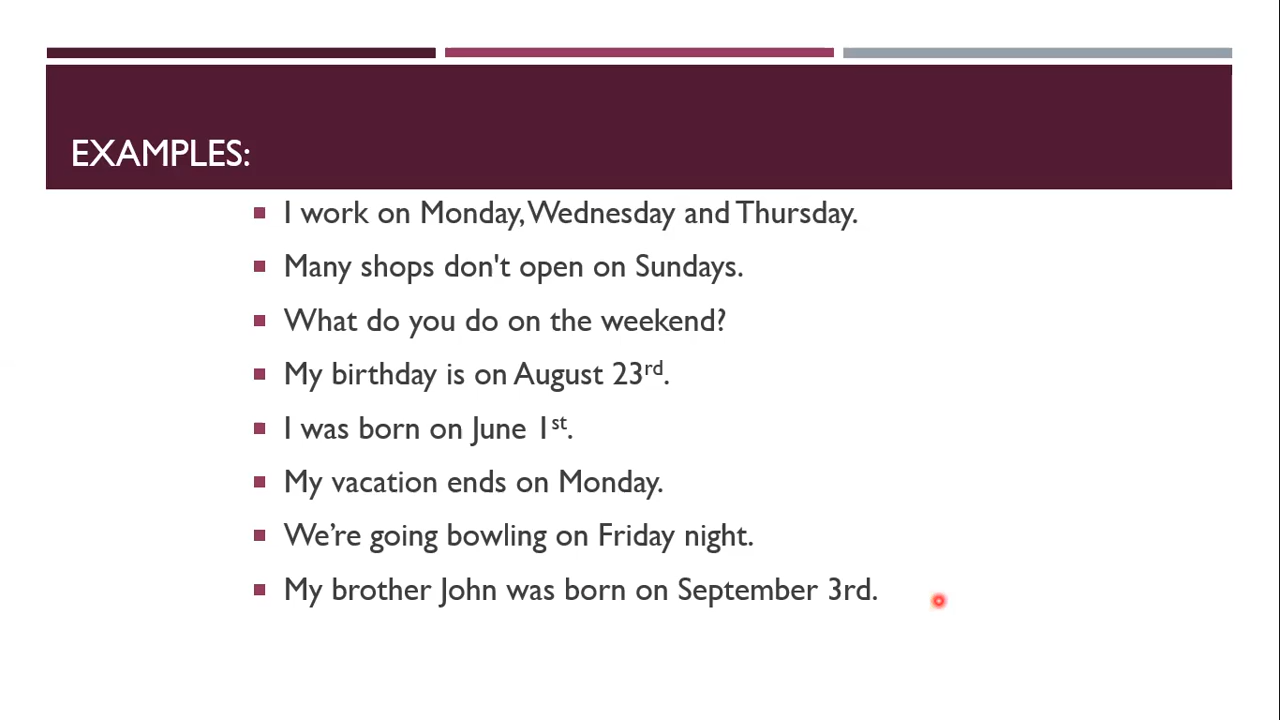 EXAMPLES:
I work on Monday, Wednesday and Thursday.
Many shops don't open on Sundays.
What do you do on the weekend?
My birthday is on August 23rd.
I was born on June 1st.
My vacation ends on Monday.
We’re going bowling on Friday night.
My brother John was born on September 3rd.